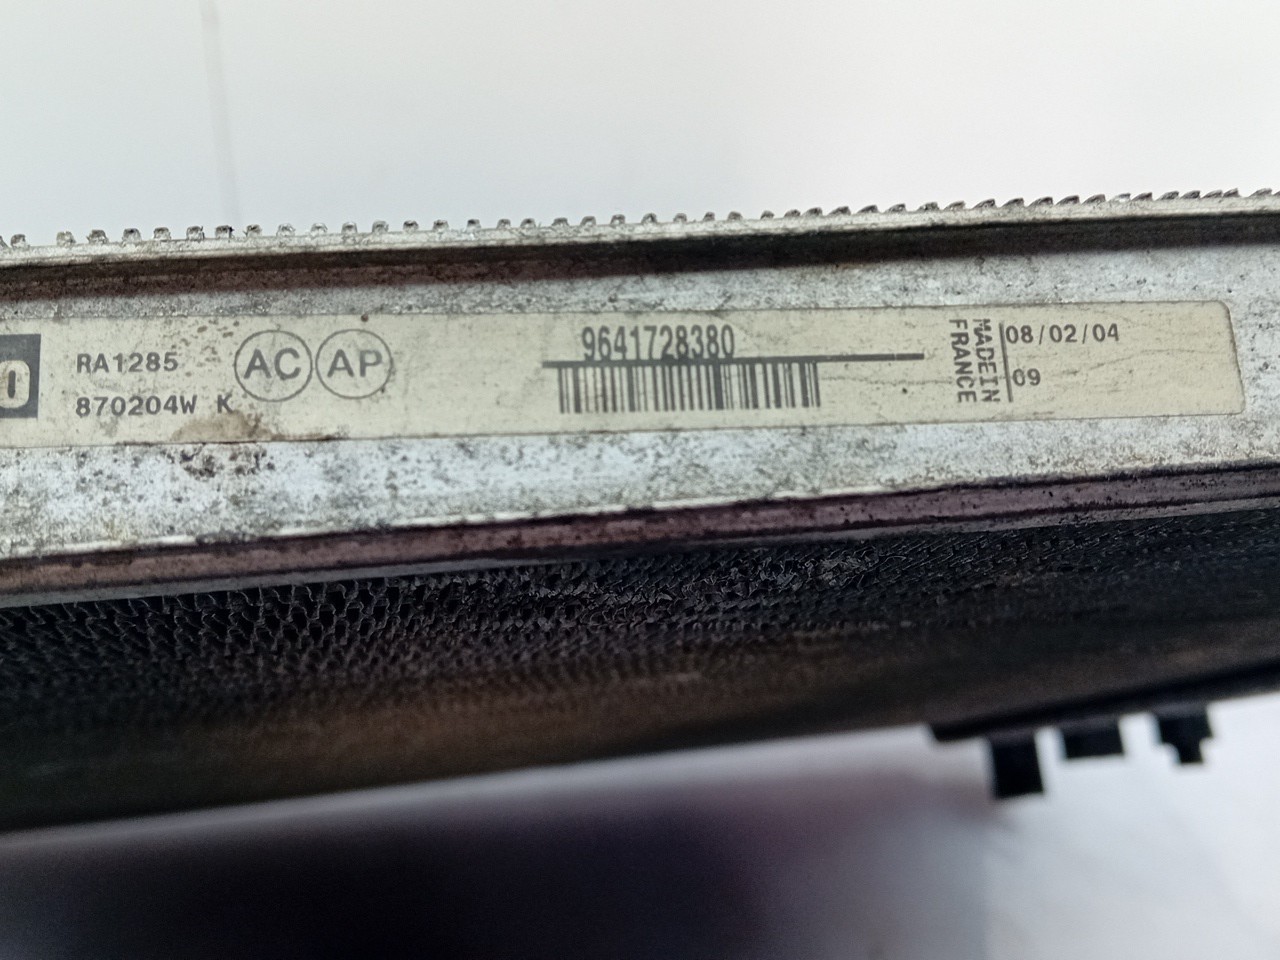 RA1285
870204W K
AC AP
9641728380
MADE IN
FRANCE
08/02/04
09